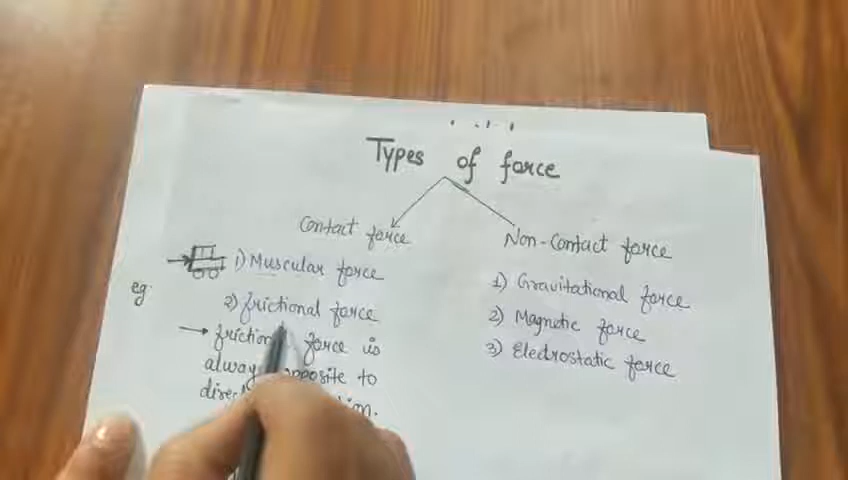 Types of force
Contact force
Non-Contact force
eg.
1) Muscular force
2) frictional force
→ friction force is
opposite to
1) Gravitational force
2) Magnetic force
3) Electrostatic force